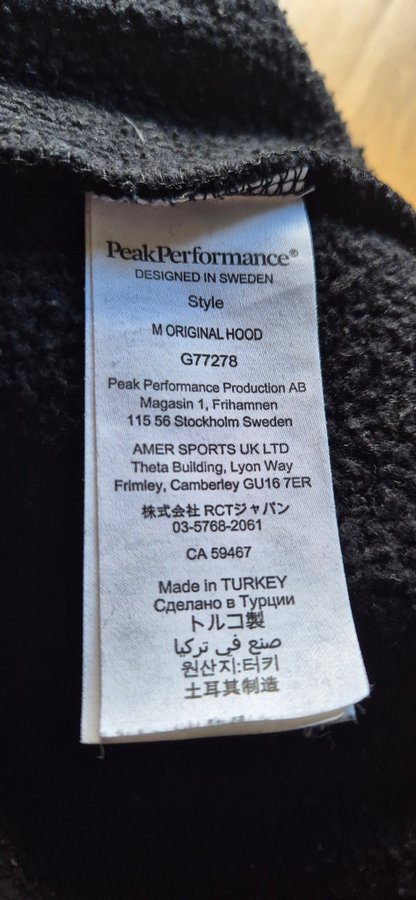 PeakPerformance®
DESIGNED IN SWEDEN
Style
M ORIGINAL HOOD
G77278
Peak Performance Production AB
Magasin 1, Frihamnen
115 56 Stockholm Sweden
AMER SPORTS UK LTD
Theta Building, Lyon Way
Frimley, Camberley GU16 7ER
株式会社 RCTジャパン
03-5768-2061
CA 59467
Made in TURKEY
Сделано в Турции
トルコ製
صنع في تركيا
원산지:터키
土耳其制造